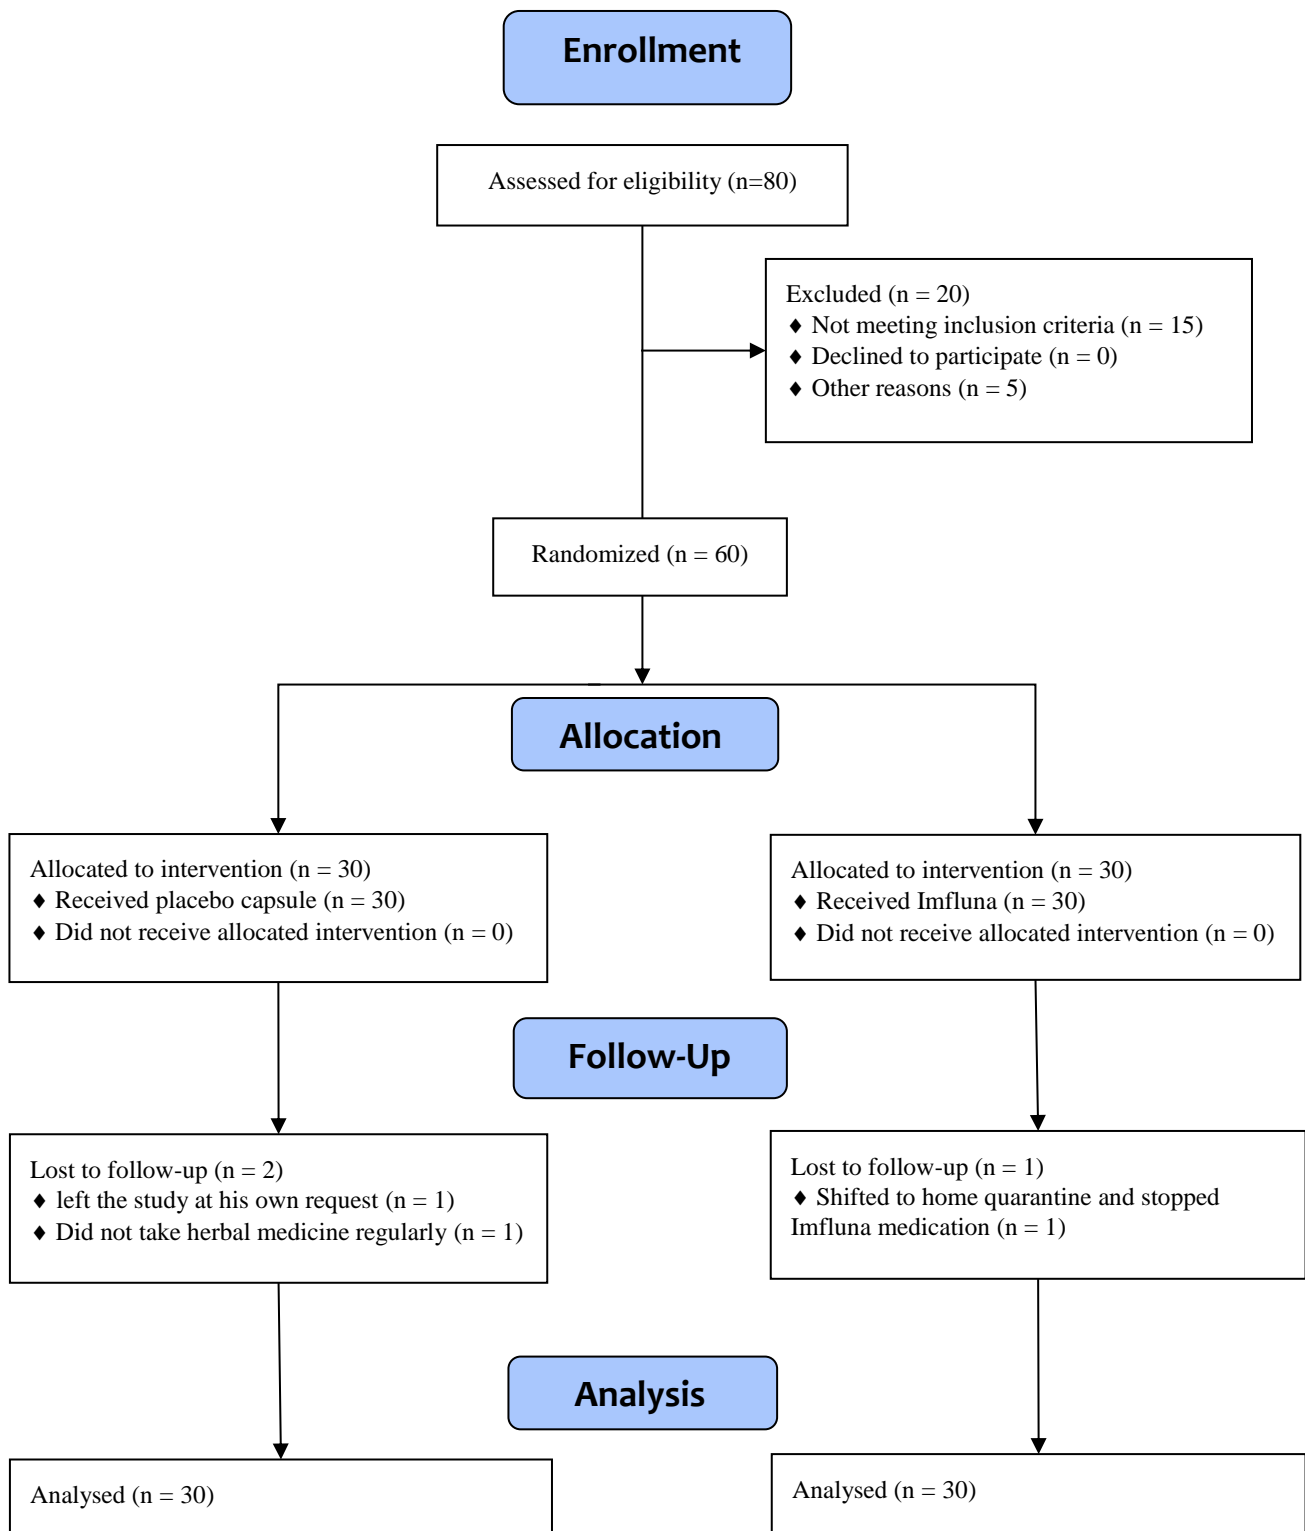 Enrollment
Assessed for eligibility (n=80)
Excluded (n = 20)
♦ Not meeting inclusion criteria (n = 15)
♦ Declined to participate (n = 0)
♦ Other reasons (n = 5)
Randomized (n = 60)
Allocation
Allocated to intervention (n = 30)
♦ Received placebo capsule (n = 30)
♦ Did not receive allocated intervention (n = 0)
Allocated to intervention (n = 30)
♦ Received Imfluna (n = 30)
♦ Did not receive allocated intervention (n = 0)
Follow-Up
Lost to follow-up (n = 2)
♦ left the study at his own request (n = 1)
♦ Did not take herbal medicine regularly (n = 1)
Lost to follow-up (n = 1)
♦ Shifted to home quarantine and stopped
Imfluna medication (n = 1)
Analysis
Analysed (n = 30)
Analysed (n = 30)